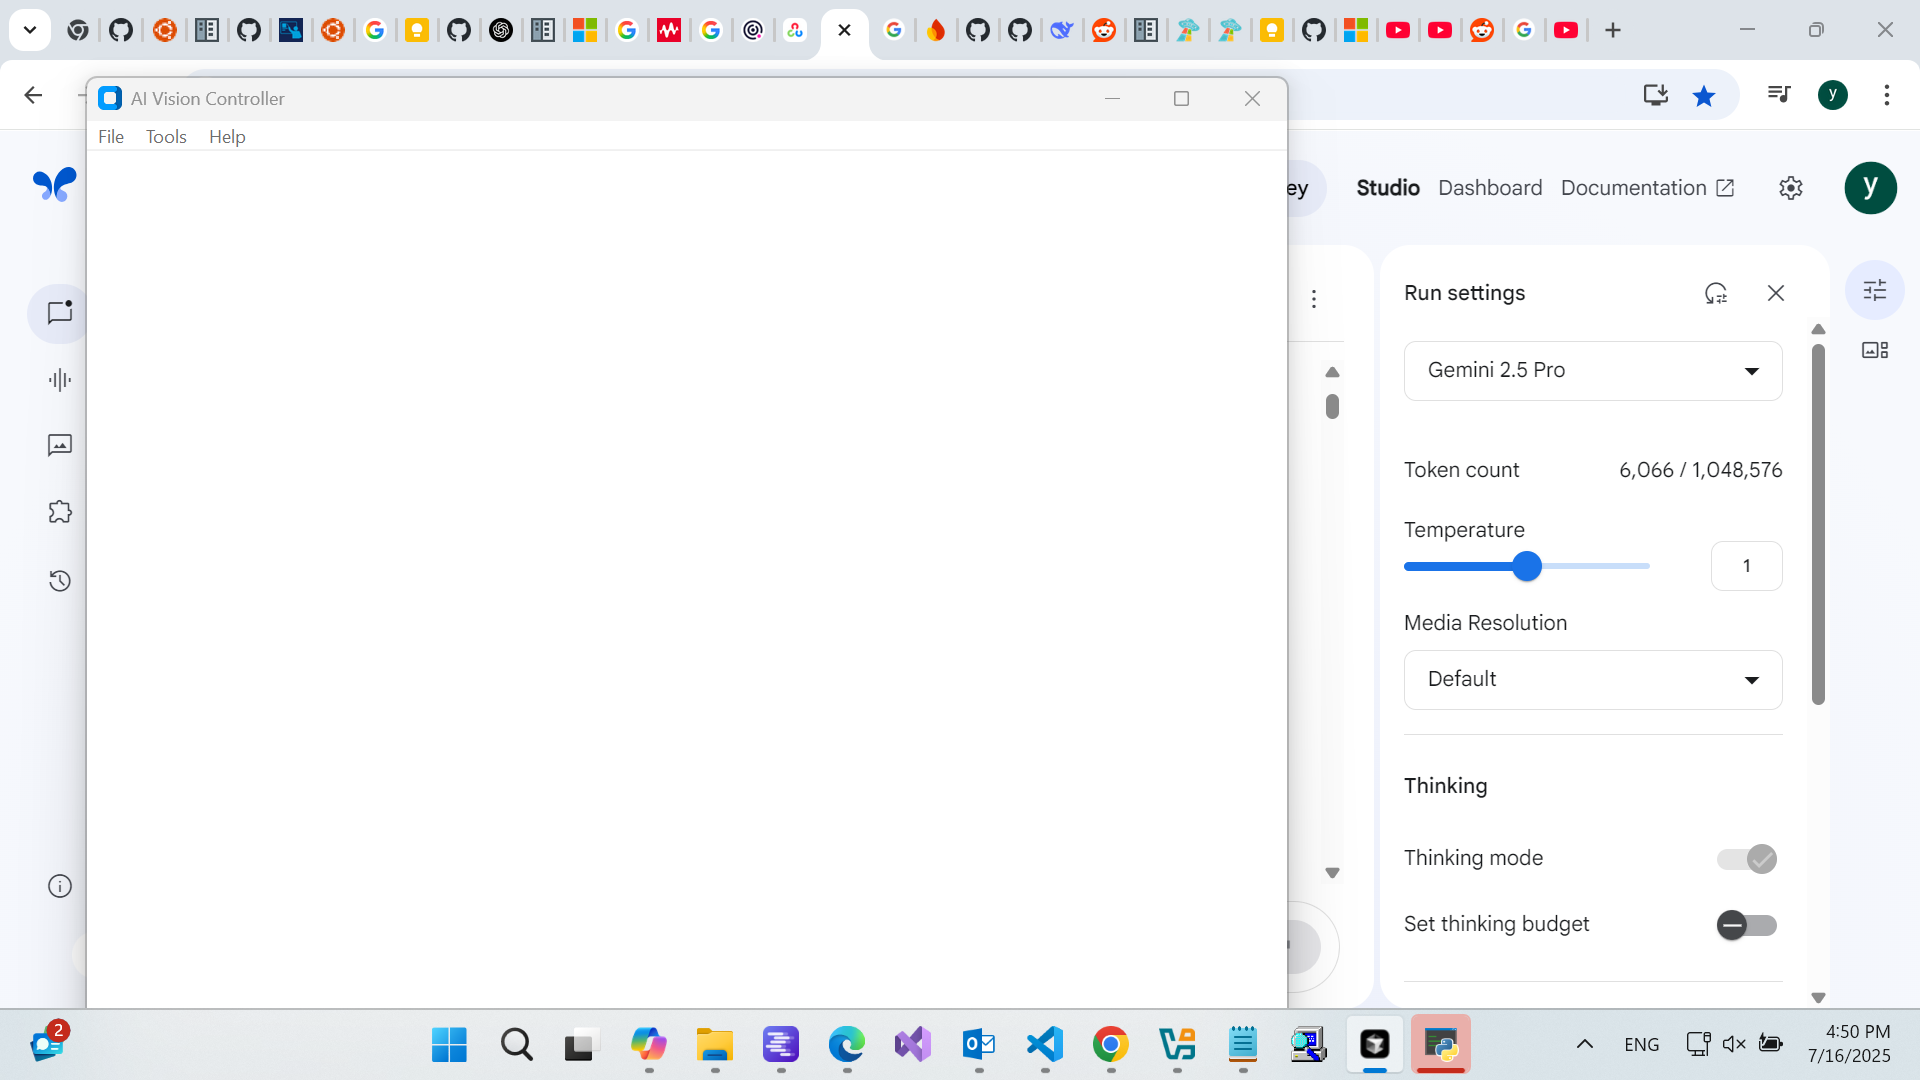 AI Vision Controller
y
File Tools Help
ey
Studio Dashboard Documentation
y
Run settings
Gemini 2.5 Pro
Token count 6,066 / 1,048,576
Temperature
1
Media Resolution
Default
Thinking
Thinking mode
Set thinking budget
2
ENG
4:50 PM
7/16/2025